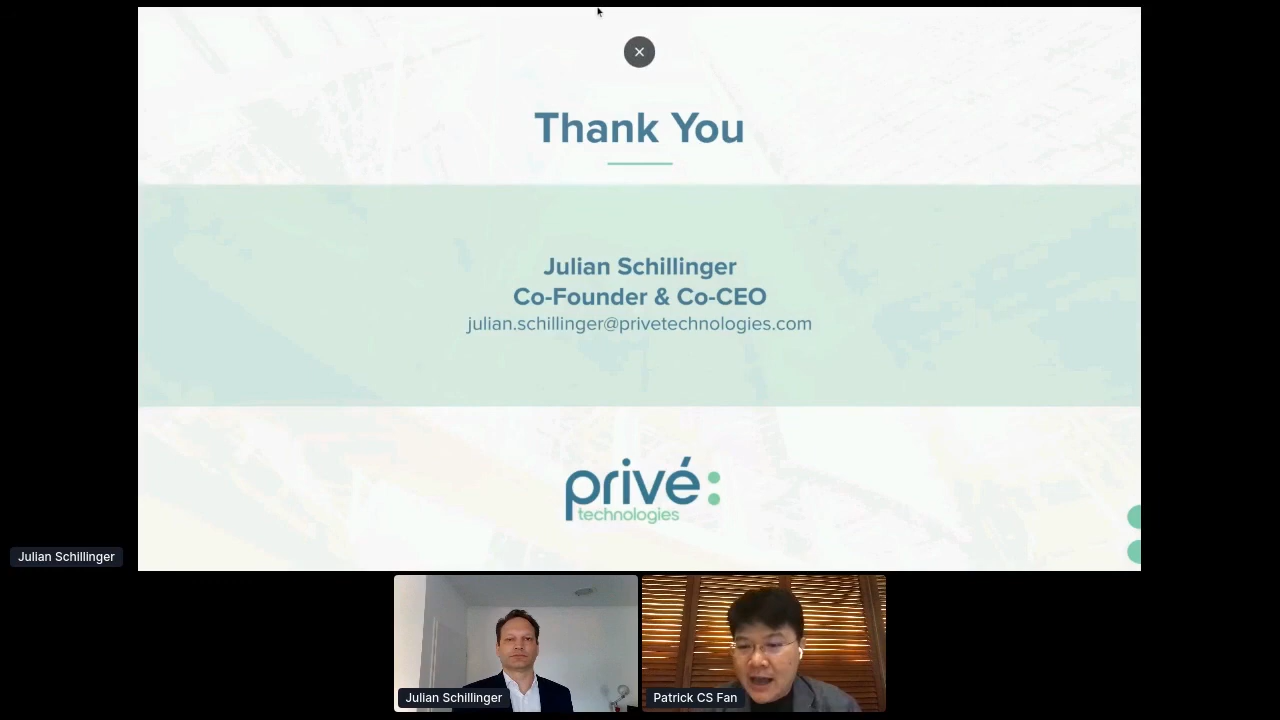 Thank You
Julian Schillinger
Co-Founder & Co-CEO
julian.schillinger@privetechnologies.com
privé:
technologies
Julian Schillinger
Julian Schillinger
Patrick CS Fan